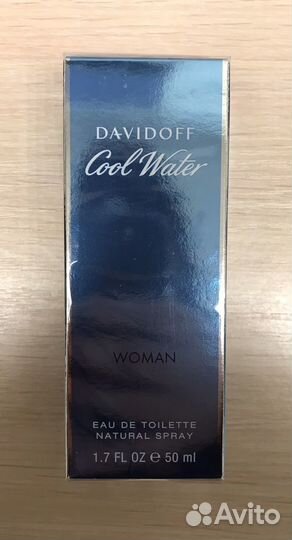 DAVIDOFF
Cool Water
WOMAN
EAU DE TOILETTE
NATURAL SPRAY
1.7 FL OZ ℮ 50 ml
Avito